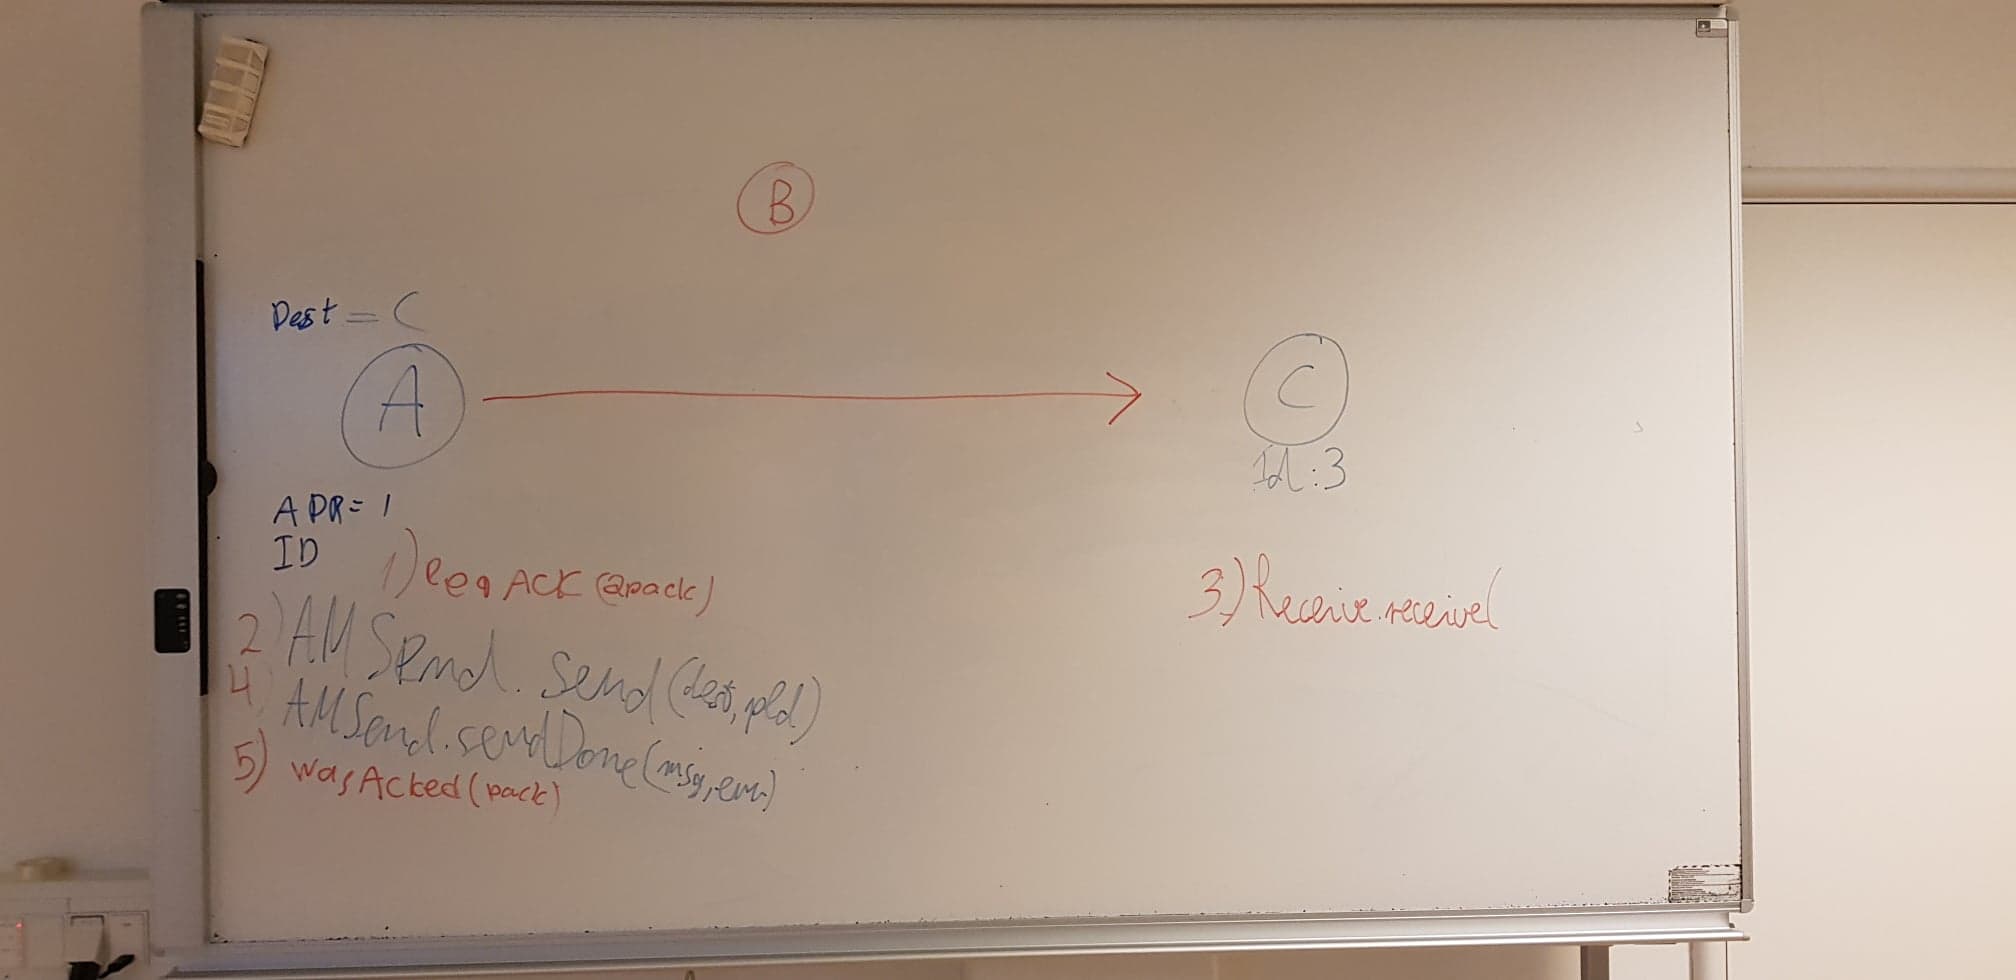 B
Dest = C
A
C
Id:3
ADR = 1
ID
1) Req ACK (@pack)
2) AMSend.send(dest, pld)
3) Receive.receive(
4) AMSend.sendDone(msg, err)
5) wasAcked (pack)